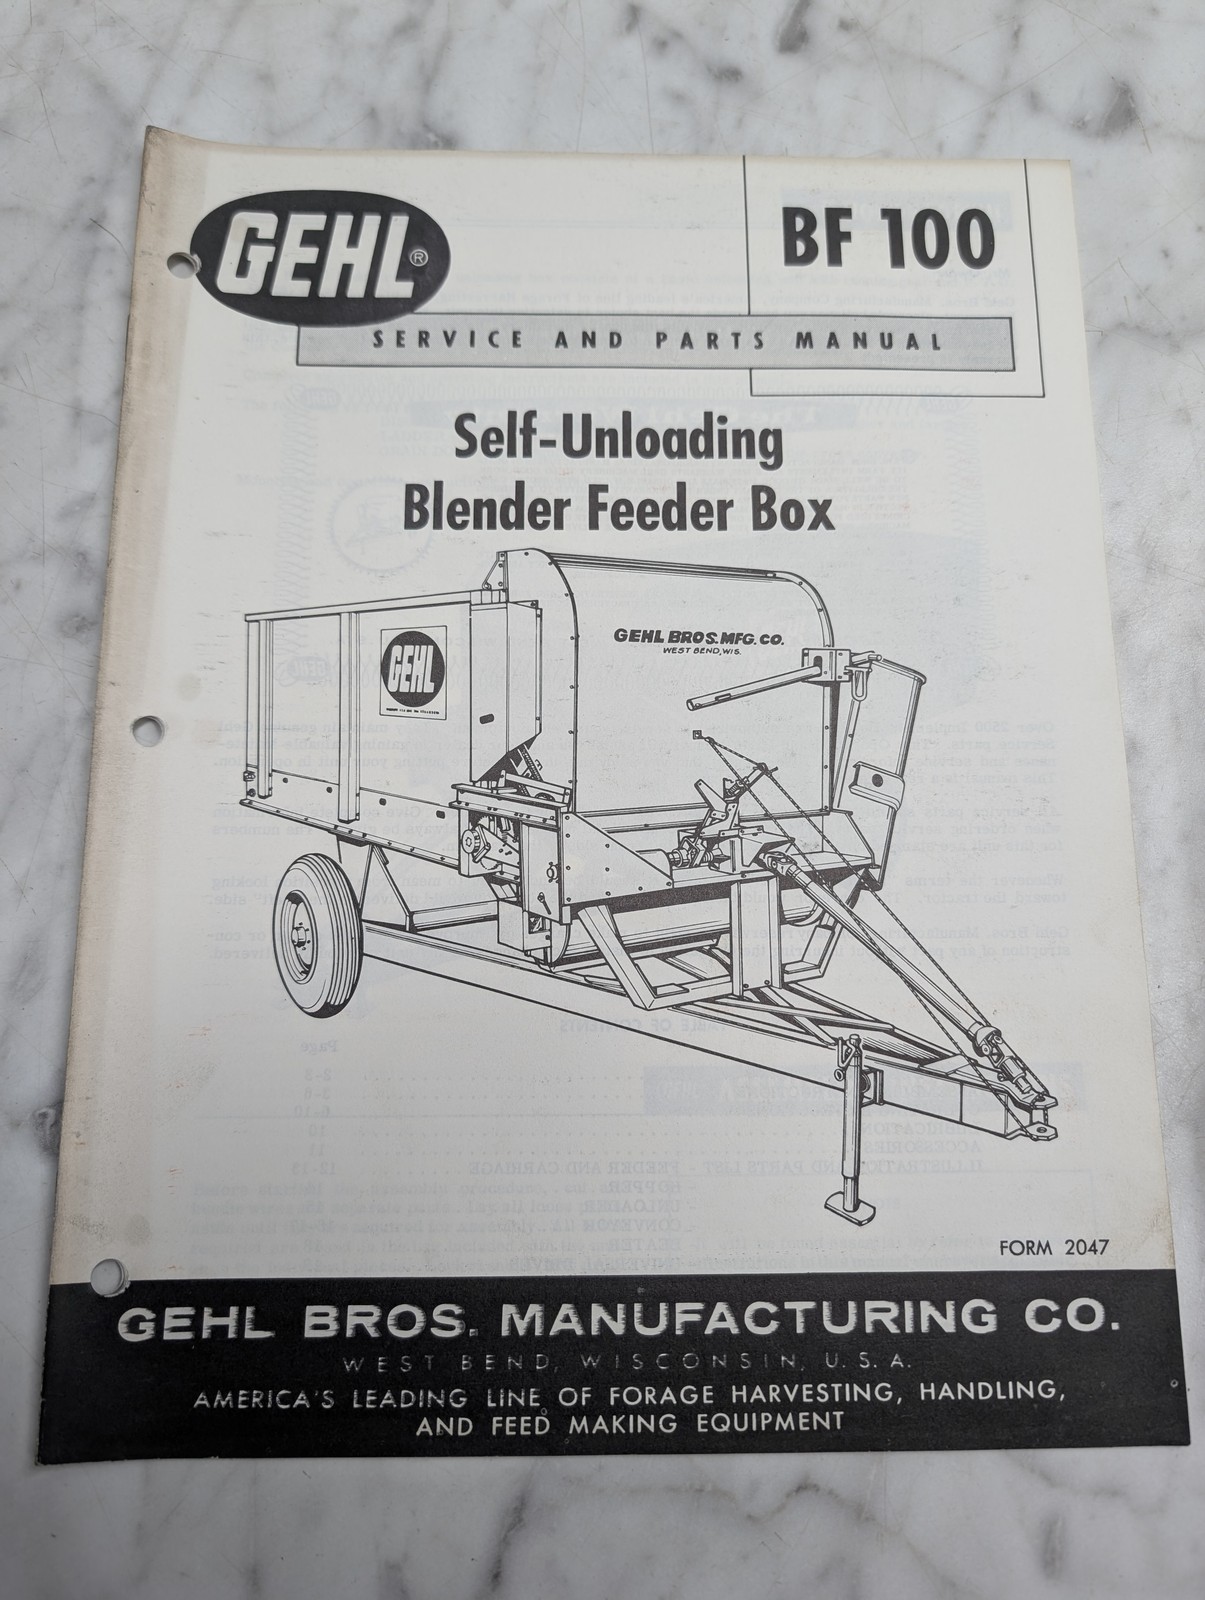 GEHL®
BF 100
SERVICE AND PARTS MANUAL
Self-Unloading
Blender Feeder Box
GEHL BROS. MFG. CO.
WEST BEND, WIS.
GEHL
FORM 2047
GEHL BROS. MANUFACTURING CO.
WEST BEND, WISCONSIN, U. S. A.
AMERICA'S LEADING LINE OF FORAGE HARVESTING, HANDLING,
AND FEED MAKING EQUIPMENT